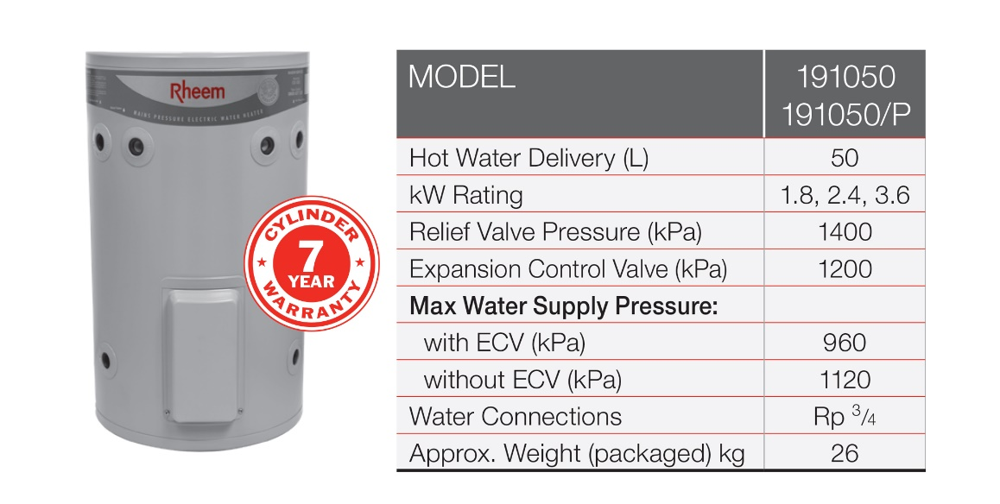 Rheem
MAINS PRESSURE ELECTRIC WATER HEATER
CYLINDER
7
YEAR
WARRANTY
MODEL 191050
191050/P
Hot Water Delivery (L) 50
kW Rating 1.8, 2.4, 3.6
Relief Valve Pressure (kPa) 1400
Expansion Control Valve (kPa) 1200
Max Water Supply Pressure:
with ECV (kPa) 960
without ECV (kPa) 1120
Water Connections Rp 3/4
Approx. Weight (packaged) kg 26